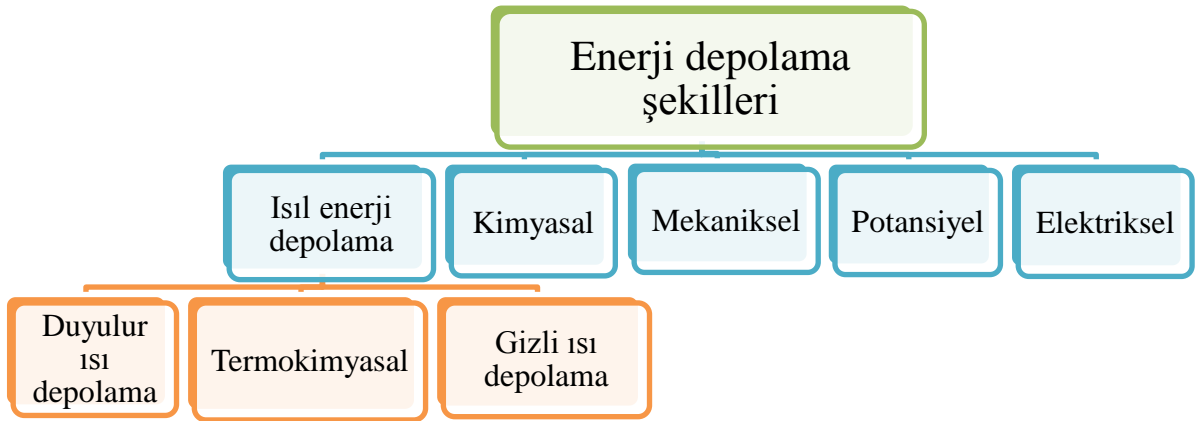 Enerji depolama
şekilleri
Isıl enerji
depolama
Kimyasal
Mekaniksel
Potansiyel
Elektriksel
Duyulur
ısı
depolama
Termokimyasal
Gizli ısı
depolama